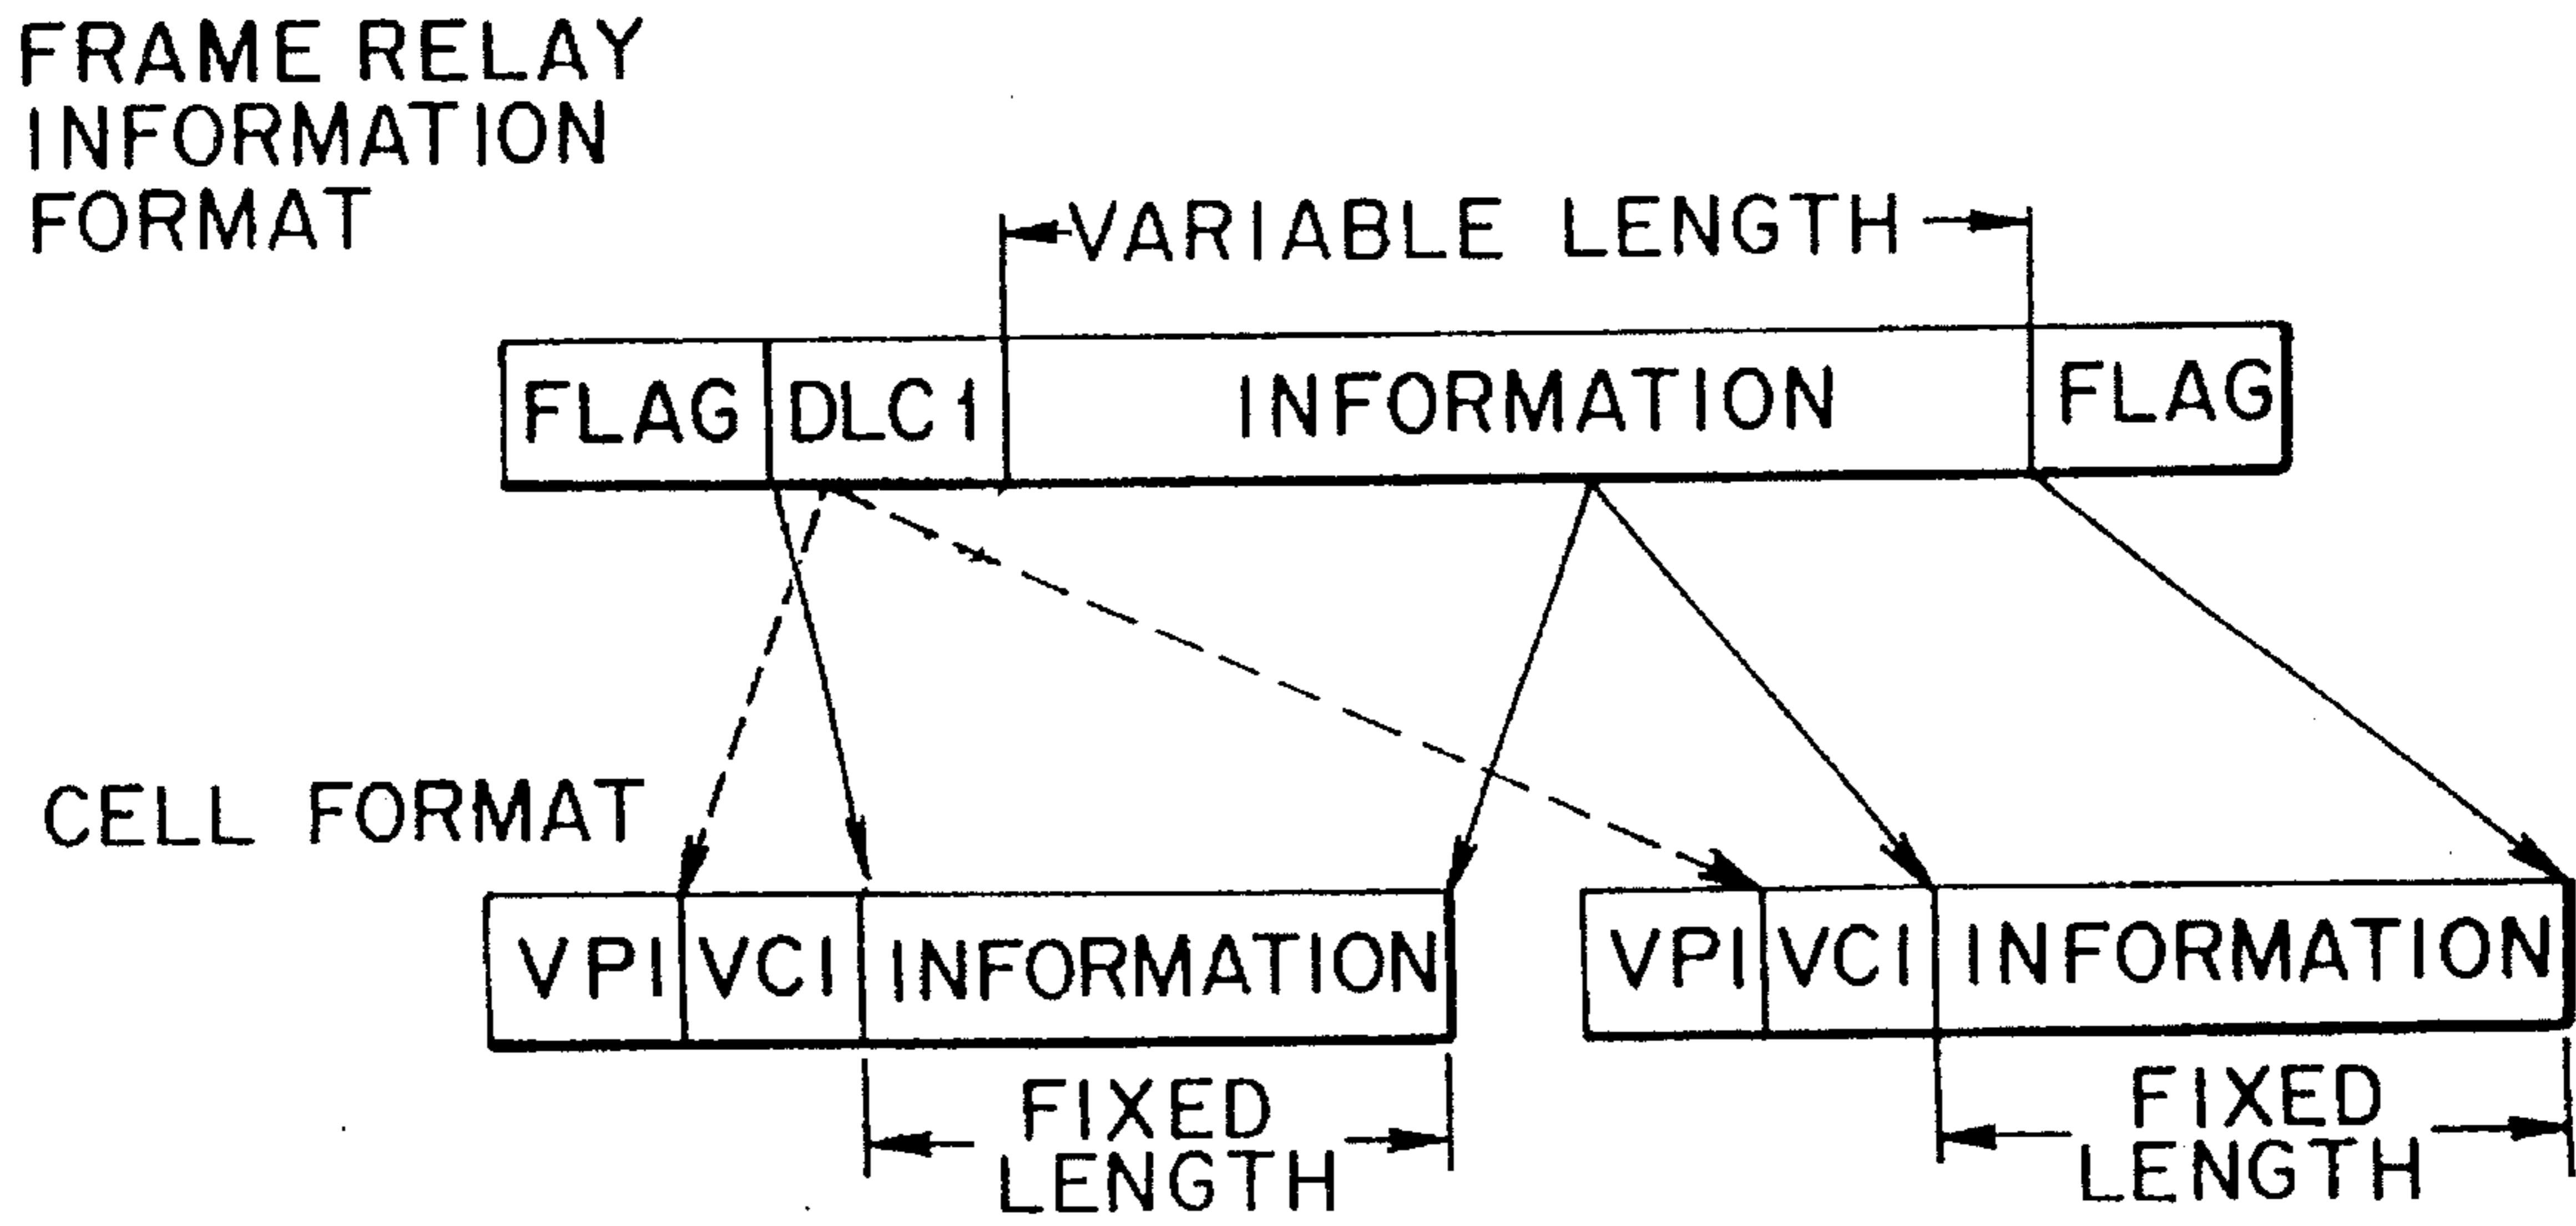 FRAME RELAY
INFORMATION
FORMAT
VARIABLE LENGTH
FLAG DLC1 INFORMATION FLAG
CELL FORMAT
VPI VCI INFORMATION VPI VCI INFORMATION
FIXED LENGTH
FIXED LENGTH